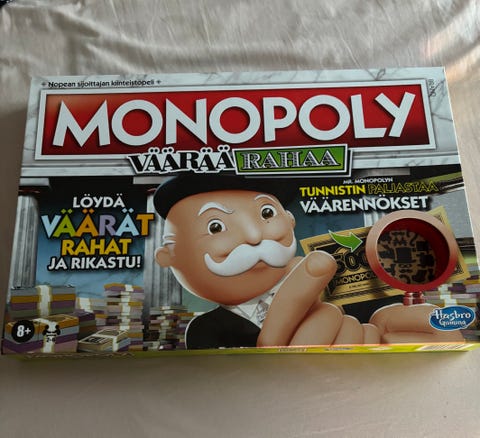 • Nopean sijoittajan kiinteistöpeli •
MONOPOLY
VÄÄRÄÄ RAHAA
LÖYDÄ
VÄÄRÄT
RAHAT
JA RIKASTU!
MR. MONOPOLYN
TUNNISTIN PALJASTAA
VÄÄRENNÖKSET
MONOPOLY
8+
Hasbro
Gaming